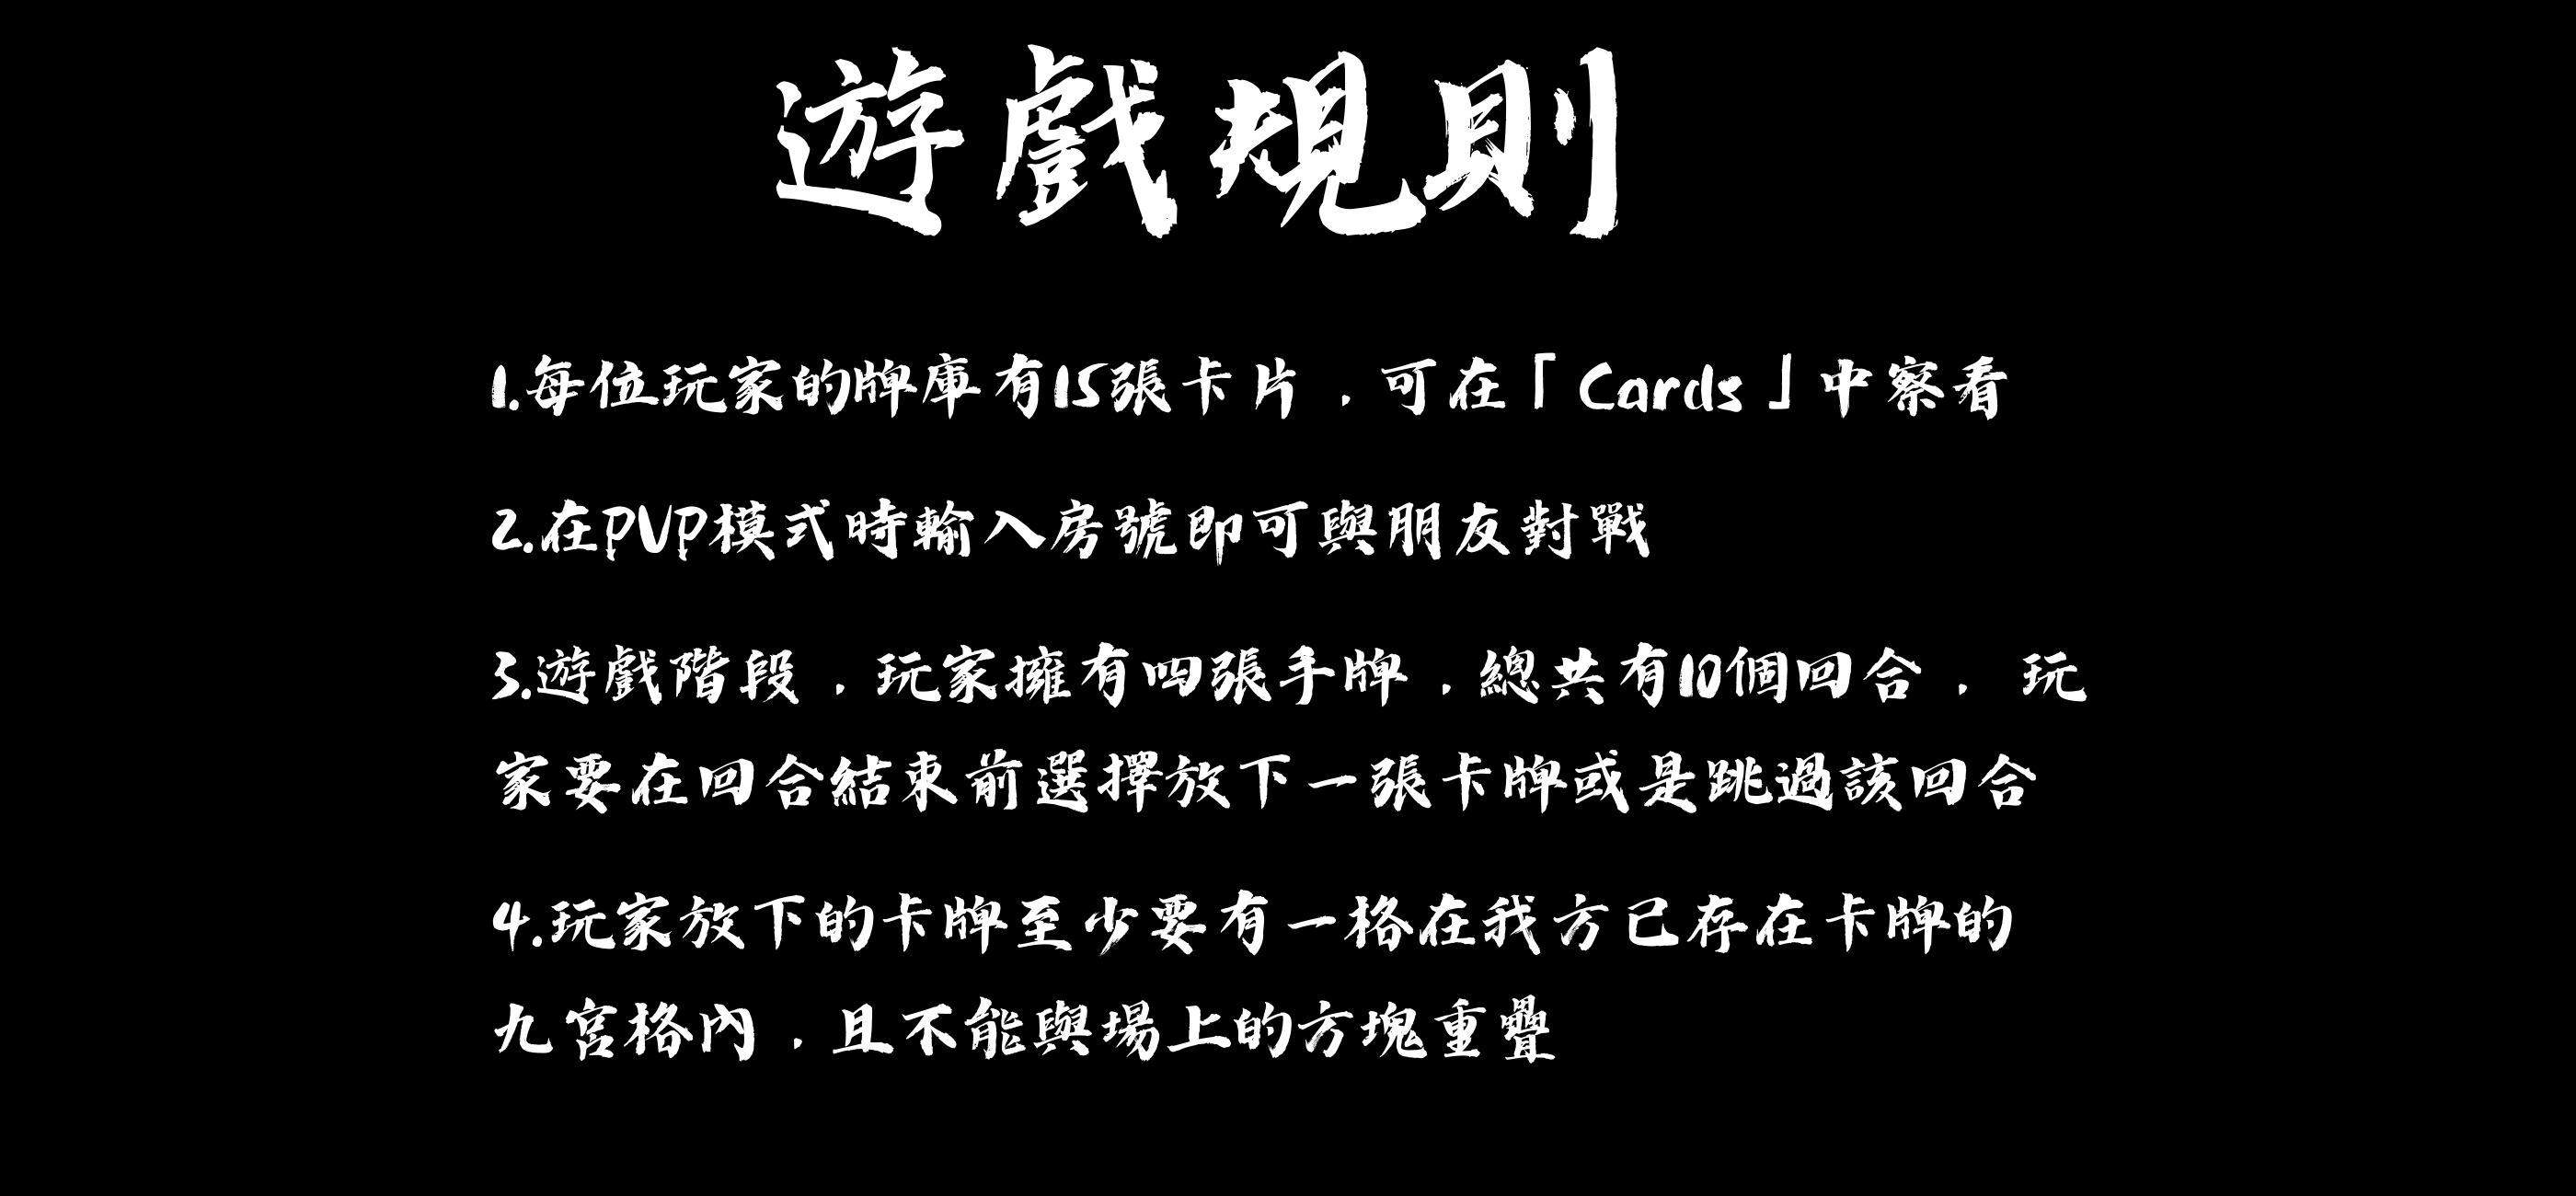 遊戲規則
1.每位玩家的牌庫有15張卡片，可在「Cards」中察看
2.在PVP模式時輸入房號即可與朋友對戰
3.遊戲階段，玩家擁有四張手牌，總共有10個回合， 玩
家要在回合結束前選擇放下一張卡牌或是跳過該回合
4.玩家放下的卡牌至少要有一格在我方已存在卡牌的
九宮格內，且不能與場上的方塊重疊